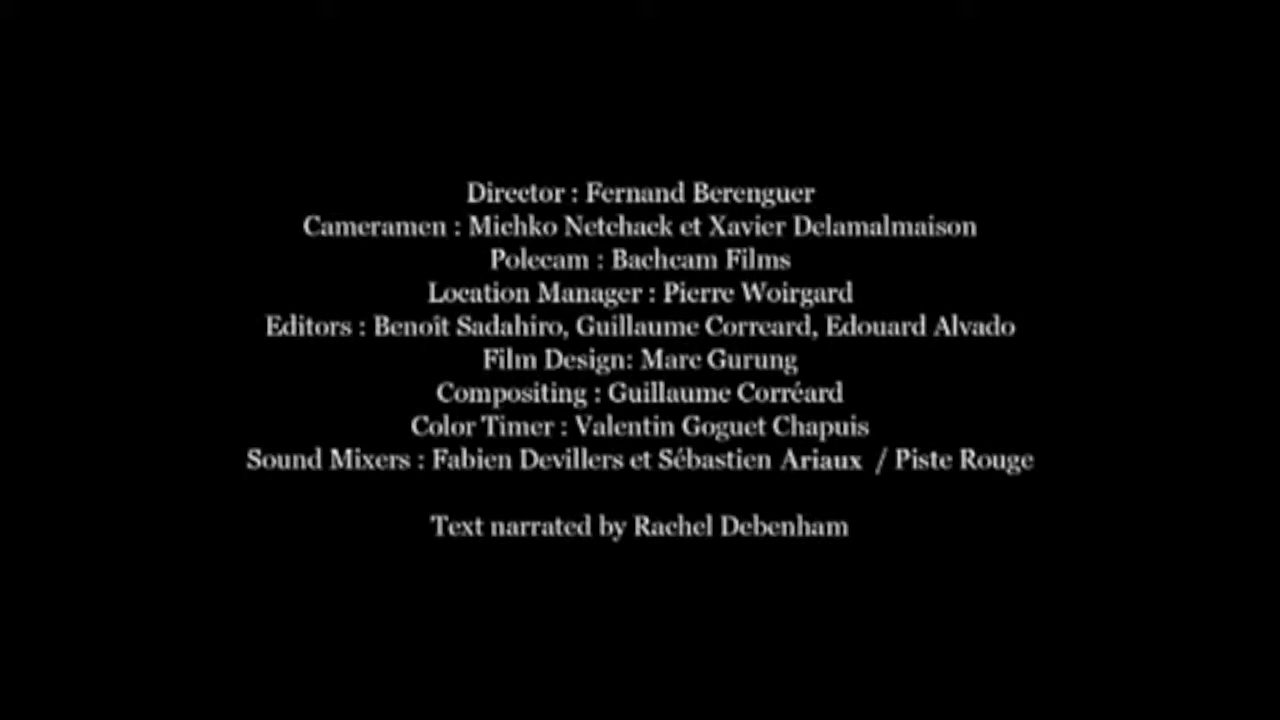 Director : Fernand Berenguer
Cameramen : Michko Netchack et Xavier Delamalmaison
Polecam : Bachcam Films
Location Manager : Pierre Woirgard
Editors : Benoît Sadahiro, Guillaume Correard, Edouard Alvado
Film Design: Marc Gurung
Compositing : Guillaume Corréard
Color Timer : Valentin Goguet Chapuis
Sound Mixers : Fabien Devillers et Sébastien Ariaux / Piste Rouge
Text narrated by Rachel Debenham